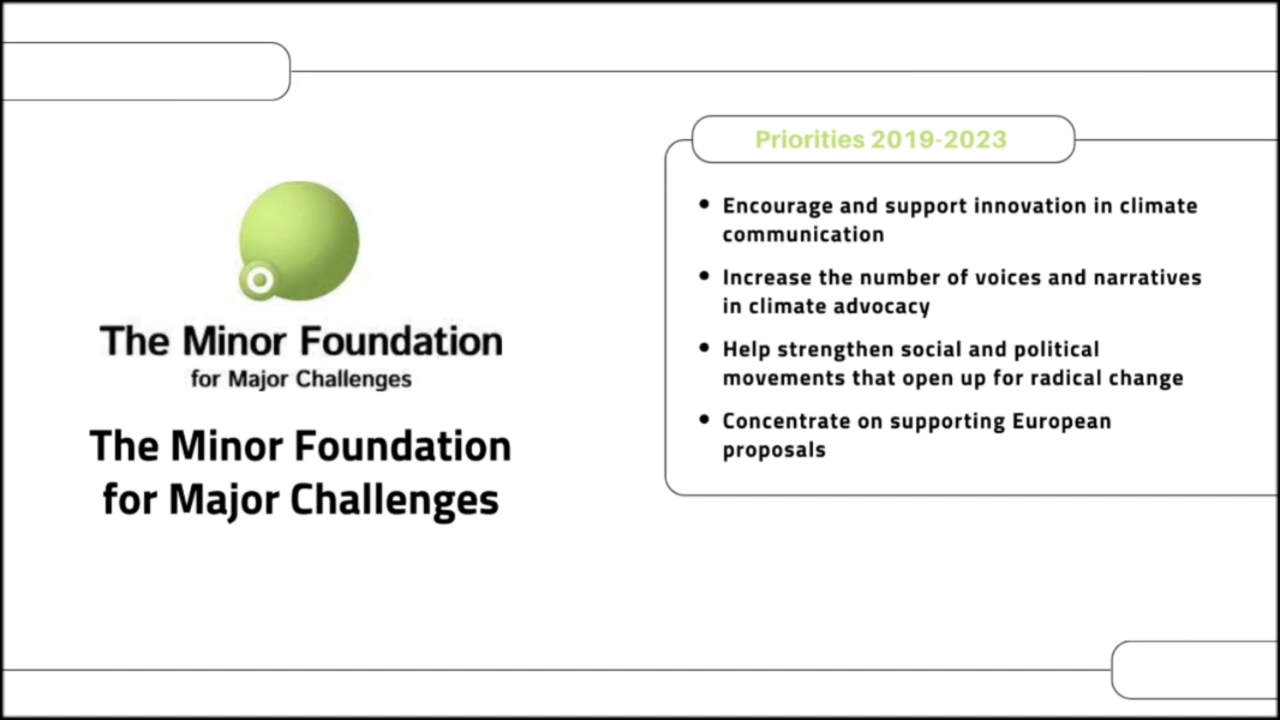 The Minor Foundation
for Major Challenges
The Minor Foundation
for Major Challenges
Priorities 2019-2023
• Encourage and support innovation in climate
communication
• Increase the number of voices and narratives
in climate advocacy
• Help strengthen social and political
movements that open up for radical change
• Concentrate on supporting European
proposals